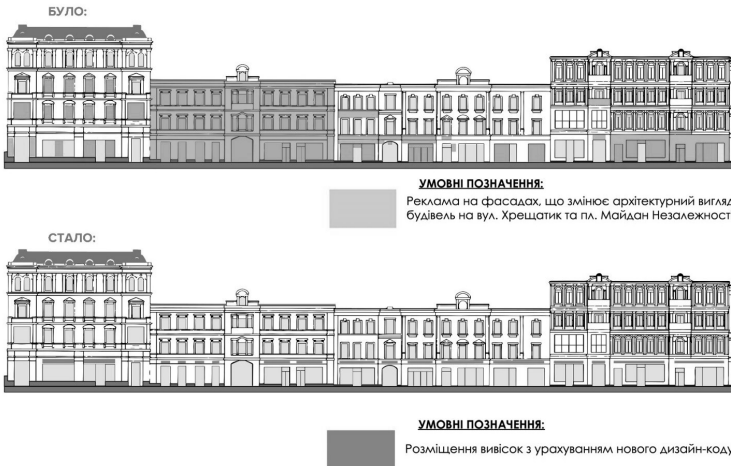 БУЛО:
УМОВНІ ПОЗНАЧЕННЯ:
Реклама на фасадах, що змінює архітектурний вигляд
будівель на вул. Хрещатик та пл. Майдан Незалежност
СТАЛО:
УМОВНІ ПОЗНАЧЕННЯ:
Розміщення вивісок з урахуванням нового дизайн-коду